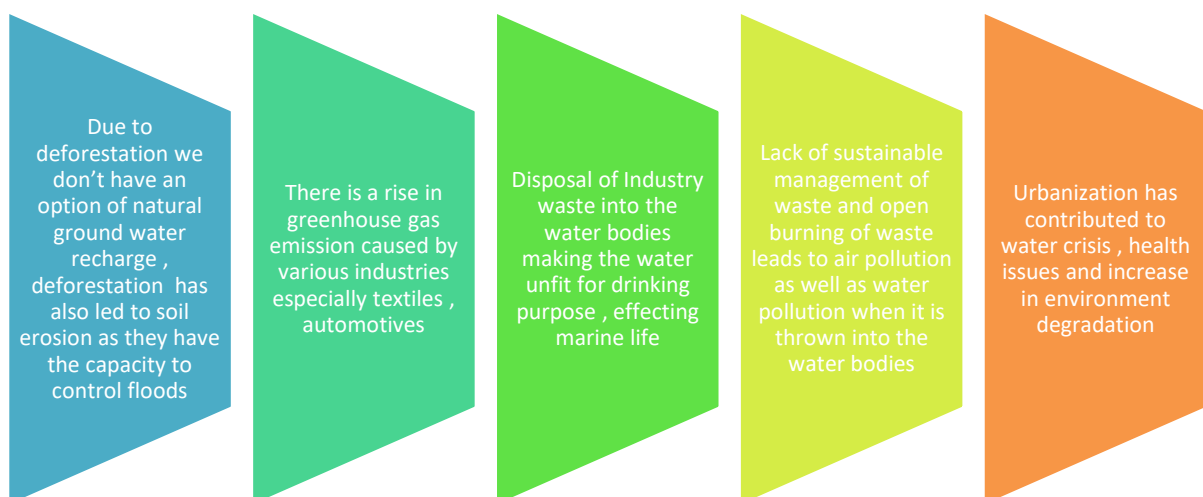 Due to
deforestation we
don’t have an
option of natural
ground water
recharge ,
deforestation has
also led to soil
erosion as they have
the capacity to
control floods
There is a rise in
greenhouse gas
emission caused by
various industries
especially textiles ,
automotives
Disposal of Industry
waste into the
water bodies
making the water
unfit for drinking
purpose , effecting
marine life
Lack of sustainable
management of
waste and open
burning of waste
leads to air pollution
as well as water
pollution when it is
thrown into the
water bodies
Urbanization has
contributed to
water crisis , health
issues and increase
in environment
degradation